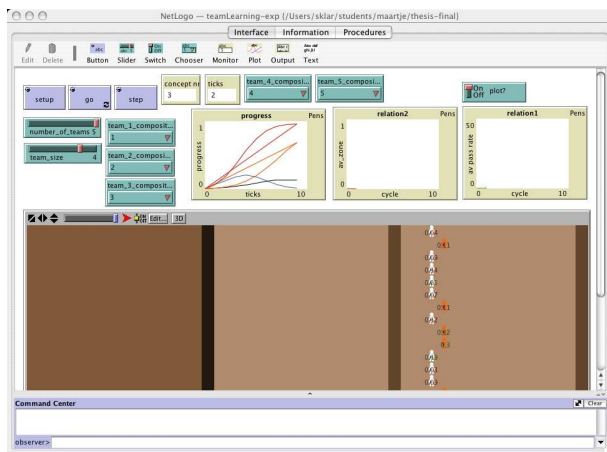 NetLogo — teamLearning-exp {/Users/sklar/students/maartje/thesis-final}
Interface Information Procedures
Edit Delete Button Slider Switch Chooser Monitor Plot Output Text
setup go step
concept
3
ticks
2
team_4_composi...
4
team_5_composi...
5
On
Off plot?
number_of_teams 5
team_size 4
team_1_composit...
1
team_2_composit...
2
team_3_composit...
3
progress Pens
1
progress
0
0 ticks 10
relation2 Pens
1
av_zone
0
0 cycle 10
relation1 Pens
50
av pass rate
0
0 cycle 10
Edit... 3D
Command Center Clear
observer>